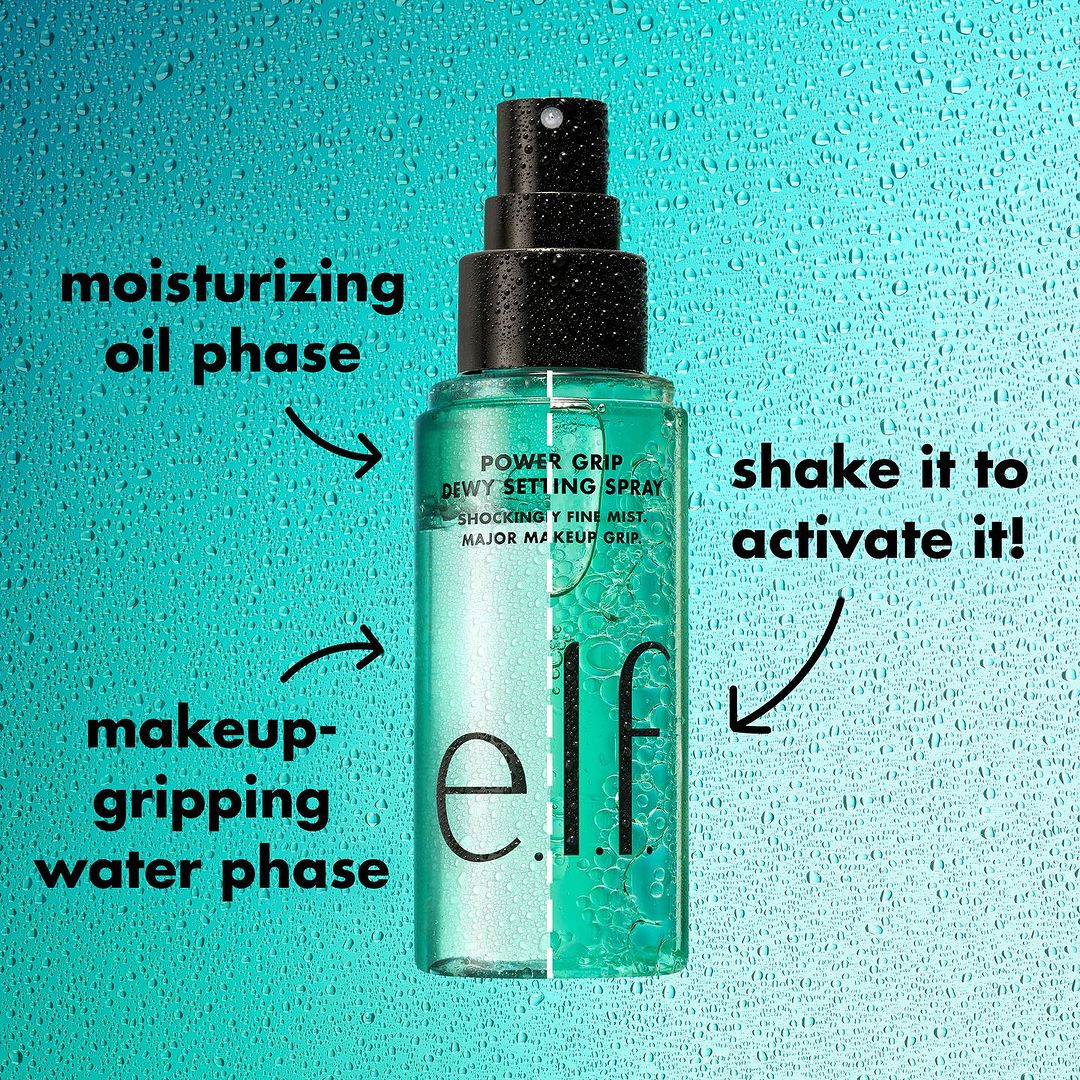 moisturizing
oil phase
POWER GRIP
DEWY SETTING SPRAY
SHOCKINGLY FINE MIST.
MAJOR MAKEUP GRIP.
shake it to
activate it!
makeup-
gripping
water phase
e.l.f.